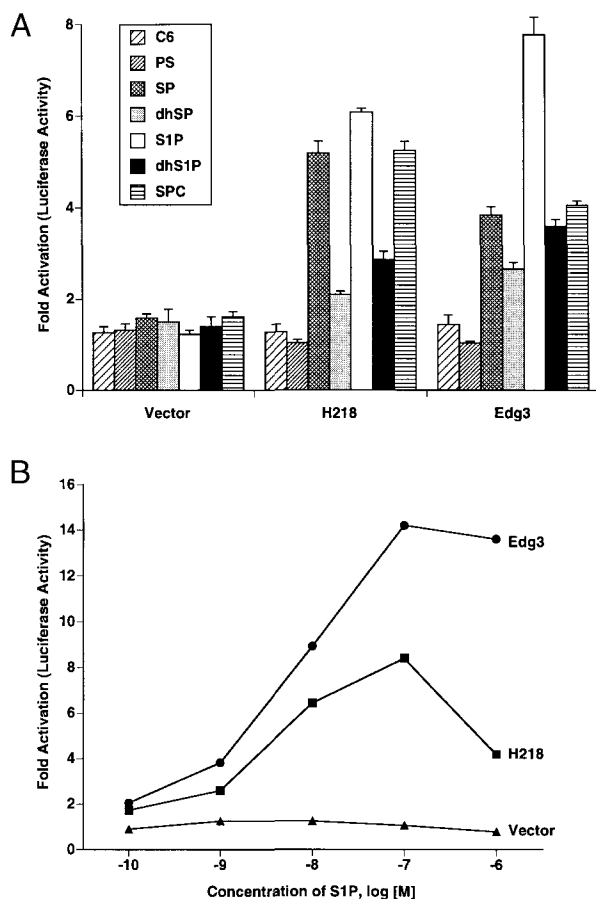 A
Fold Activation (Luciferase Activity)
8
6
4
2
0
C6
PS
SP
dhSP
S1P
dhS1P
SPC
Vector
H218
Edg3
B
Fold Activation (Luciferase Activity)
16
14
12
10
8
6
4
2
0
Edg3
H218
Vector
-10
-9
-8
-7
-6
Concentration of S1P, log [M]